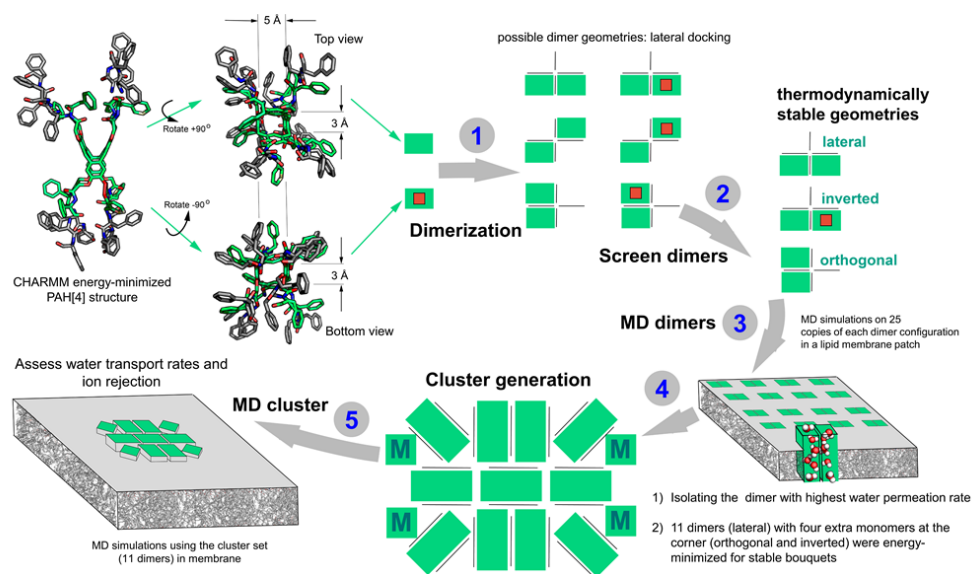 5 Å
Top view
3 Å
Rotate +90°
Rotate -90°
3 Å
Bottom view
CHARMM energy-minimized
PAH[4] structure
1
Dimerization
possible dimer geometries: lateral docking
2
Screen dimers
thermodynamically
stable geometries
lateral
inverted
orthogonal
MD dimers
3
MD simulations on 25
copies of each dimer configuration
in a lipid membrane patch
4
1) Isolating the dimer with highest water permeation rate
2) 11 dimers (lateral) with four extra monomers at the
corner (orthogonal and inverted) were energy-
minimized for stable bouquets
Cluster generation
M
M
M
M
MD cluster
5
Assess water transport rates and
ion rejection
MD simulations using the cluster set
(11 dimers) in membrane